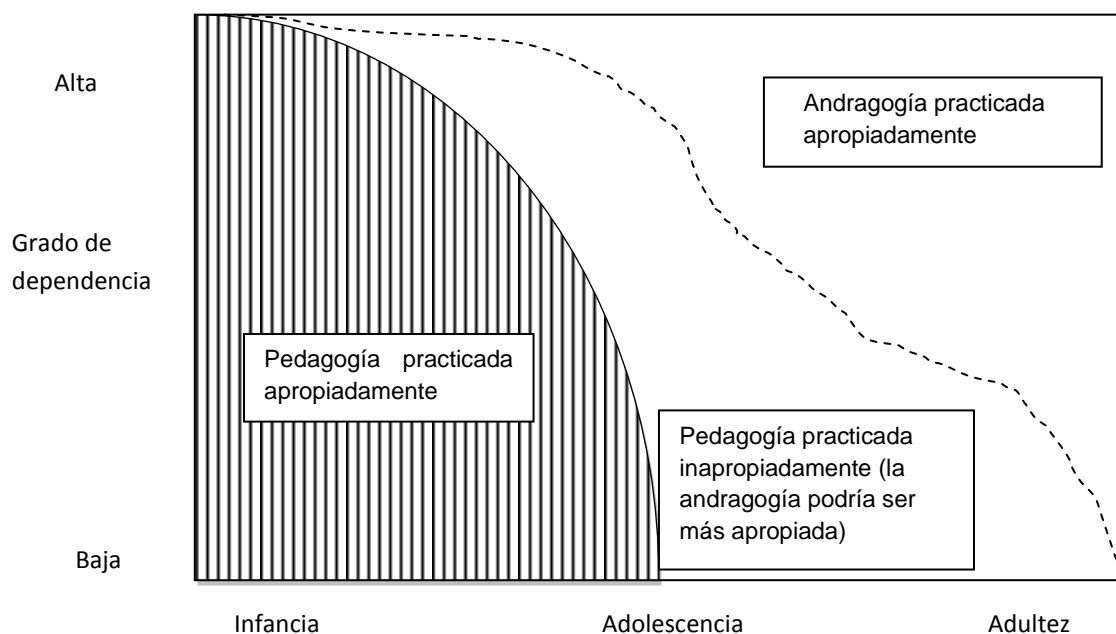 Alta
Andragogía practicada
apropiadamente
Grado de
dependencia
Pedagogía practicada
apropiadamente
Pedagogía practicada
inapropiadamente (la
andragogía podría ser
más apropiada)
Baja
Infancia
Adolescencia
Adultez